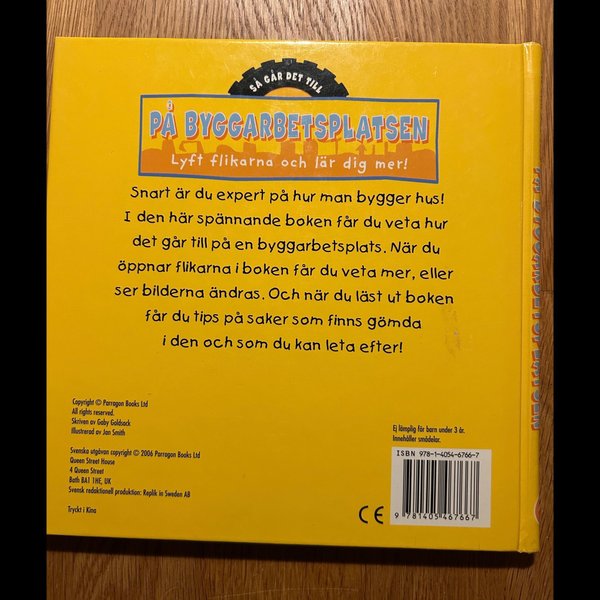 SÅ GÅR DET TILL
PÅ BYGGARBETSPLATSEN
Lyft flikarna och lär dig mer!
Snart är du expert på hur man bygger hus!
I den här spännande boken får du veta hur
det går till på en byggarbetsplats. När du
öppnar flikarna i boken får du veta mer, eller
ser bilderna ändras. Och när du läst ut boken
får du tips på saker som finns gömda
i den och som du kan leta efter!
Copyright © Parragon Books Ltd
All rights reserved.
Skriven av Gaby Goldsack
Illustrerad av Jan Smith
Svenska utgåvan copyright © 2006 Parragon Books Ltd
Queen Street House
4 Queen Street
Bath BA1 1HE, UK
Svensk redaktionell produktion: Replik in Sweden AB
Tryckt i Kina
Ej lämplig för barn under 3 år.
Innehåller smådelar.
ISBN 978-1-4054-6766-7
9 781405 467667
CE
PÅ BYGGARBETSPLATSEN